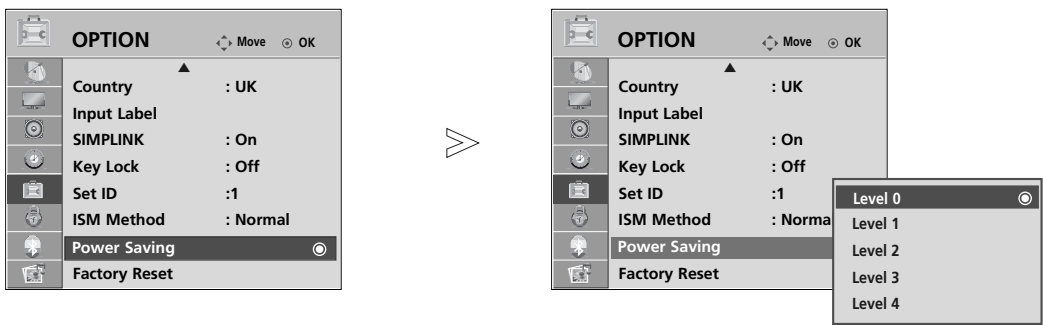 OPTION Move OK
Country : UK
Input Label
SIMPLINK : On
Key Lock : Off
Set ID :1
ISM Method : Normal
Power Saving
Factory Reset
OPTION Move OK
Country : UK
Input Label
SIMPLINK : On
Key Lock : Off
Set ID :1
ISM Method : Norma
Power Saving
Factory Reset
Level 0
Level 1
Level 2
Level 3
Level 4